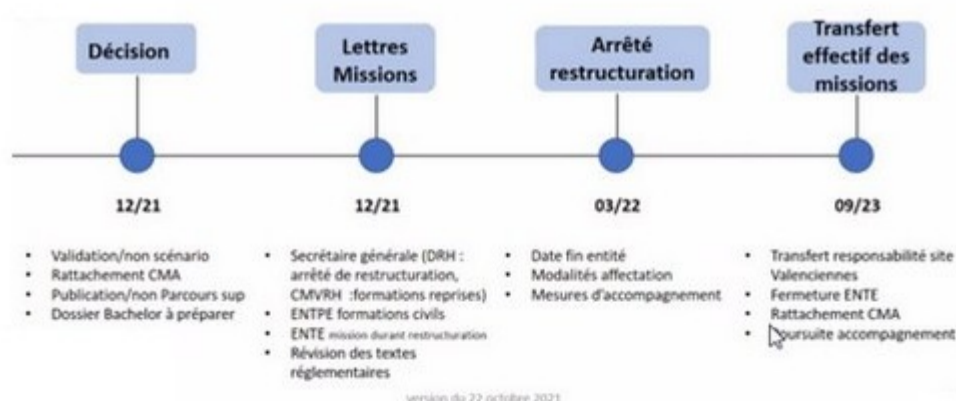 Décision
12/21
• Validation/non scénario
• Rattachement CMA
• Publication/non Parcours sup
• Dossier Bachelor à préparer
Lettres
Missions
12/21
• Secrétaire générale (DRH :
arrêté de restructuration,
CMVRH :formations reprises)
• ENTPE formations civils
• ENTE mission durant restructuration
• Révision des textes
réglementaires
Arrêté
restructuration
03/22
• Date fin entité
• Modalités affectation
• Mesures d'accompagnement
Transfert
effectif des
missions
09/23
• Transfert responsabilité site
Valenciennes
• Fermeture ENTE
• Rattachement CMA
• Poursuite accompagnement
version du 22 octobre 2021